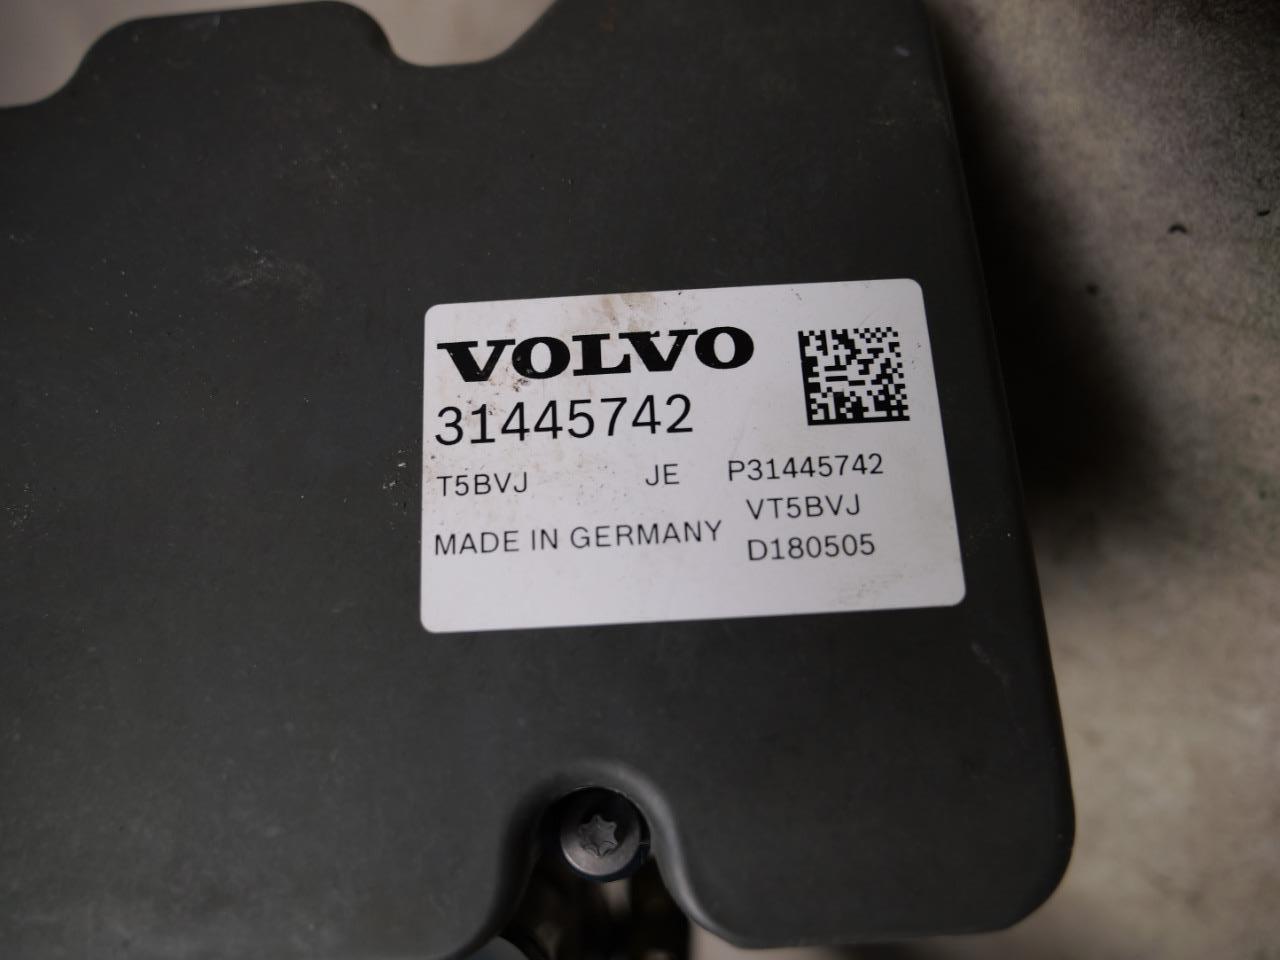 VOLVO
31445742
T5BVJ JE P31445742
VT5BVJ
MADE IN GERMANY
D180505